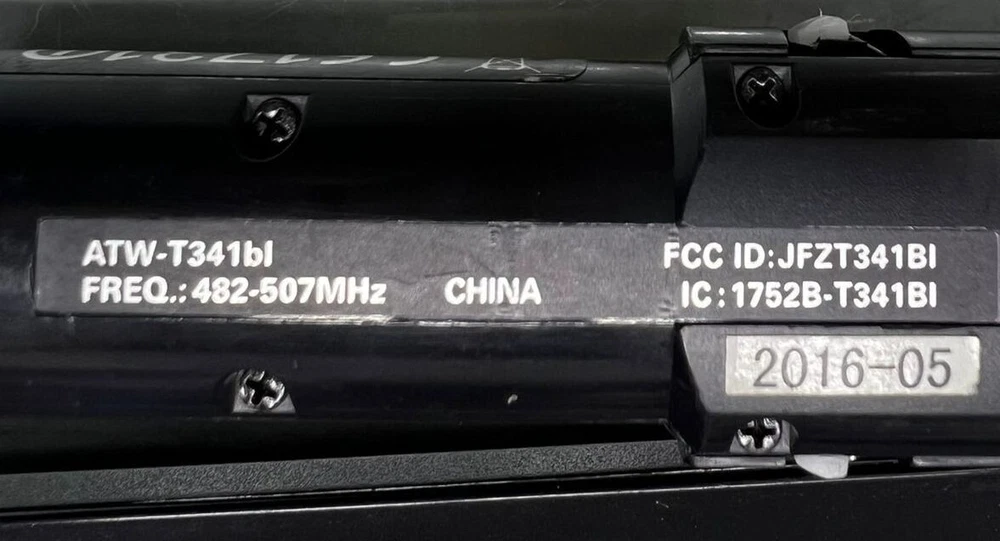 ATW-T341bI
FREQ.: 482-507MHz
CHINA
FCC ID:JFZT341BI
IC:1752B-T341BI
2016-05